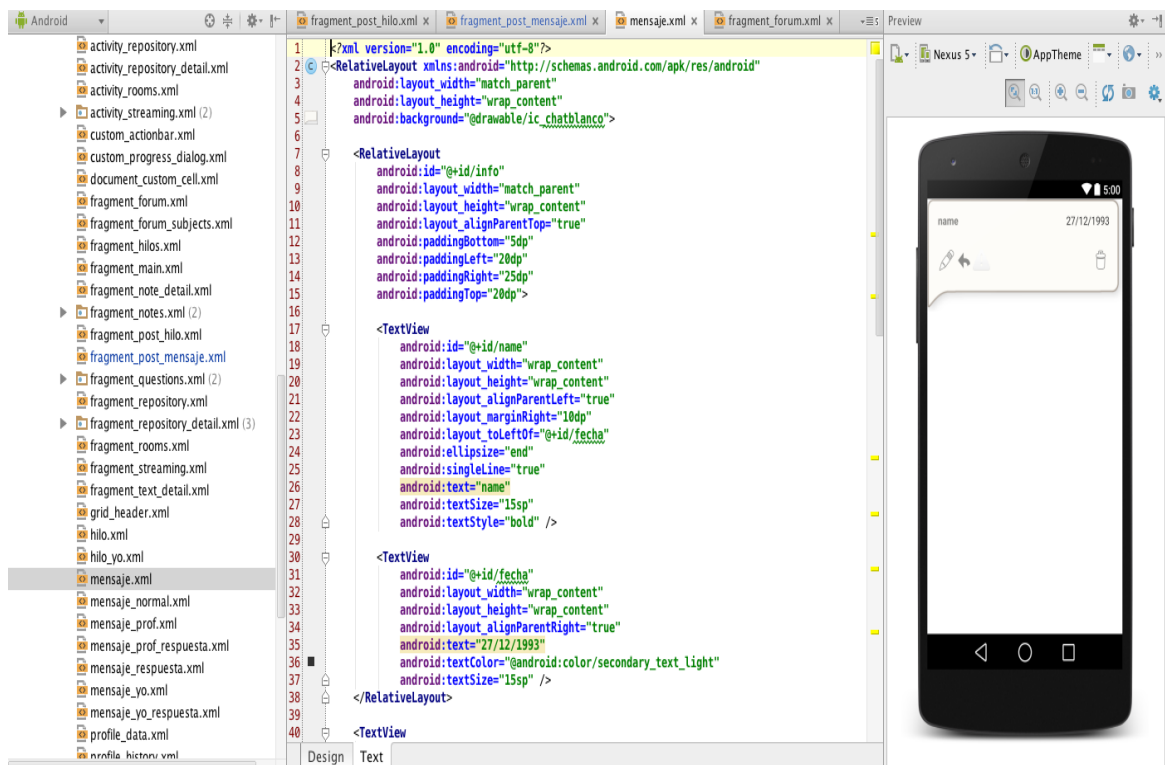 Android
fragment_post_hilo.xml
fragment_post_mensaje.xml
mensaje.xml
fragment_forum.xml
Preview
activity_repository.xml
activity_repository_detail.xml
activity_rooms.xml
activity_streaming.xml (2)
custom_actionbar.xml
custom_progress_dialog.xml
document_custom_cell.xml
fragment_forum.xml
fragment_forum_subjects.xml
fragment_hilos.xml
fragment_main.xml
fragment_note_detail.xml
fragment_notes.xml (2)
fragment_post_hilo.xml
fragment_post_mensaje.xml
fragment_questions.xml (2)
fragment_repository.xml
fragment_repository_detail.xml (3)
fragment_rooms.xml
fragment_streaming.xml
fragment_text_detail.xml
grid_header.xml
hilo.xml
hilo_yo.xml
mensaje.xml
mensaje_normal.xml
mensaje_prof.xml
mensaje_prof_respuesta.xml
mensaje_respuesta.xml
mensaje_yo.xml
mensaje_yo_respuesta.xml
profile_data.xml
profile_history.xml
1 <?xml version="1.0" encoding="utf-8"?>
2 <RelativeLayout xmlns:android="http://schemas.android.com/apk/res/android"
3 android:layout_width="match_parent"
4 android:layout_height="wrap_content"
5 android:background="@drawable/ic_chatblanco">
6
7 <RelativeLayout
8 android:id="@+id/info"
9 android:layout_width="match_parent"
10 android:layout_height="wrap_content"
11 android:layout_alignParentTop="true"
12 android:paddingBottom="5dp"
13 android:paddingLeft="20dp"
14 android:paddingRight="25dp"
15 android:paddingTop="20dp">
16
17 <TextView
18 android:id="@+id/name"
19 android:layout_width="wrap_content"
20 android:layout_height="wrap_content"
21 android:layout_alignParentLeft="true"
22 android:layout_marginRight="10dp"
23 android:layout_toLeftOf="@+id/fecha"
24 android:ellipsize="end"
25 android:singleLine="true"
26 android:text="name"
27 android:textSize="15sp"
28 android:textStyle="bold" />
29
30 <TextView
31 android:id="@+id/fecha"
32 android:layout_width="wrap_content"
33 android:layout_height="wrap_content"
34 android:layout_alignParentRight="true"
35 android:text="27/12/1993"
36 android:textColor="@android:color/secondary_text_light"
37 android:textSize="15sp" />
38 </RelativeLayout>
39
40 <TextView
Design Text
Nexus 5
AppTheme
5:00
name 27/12/1993